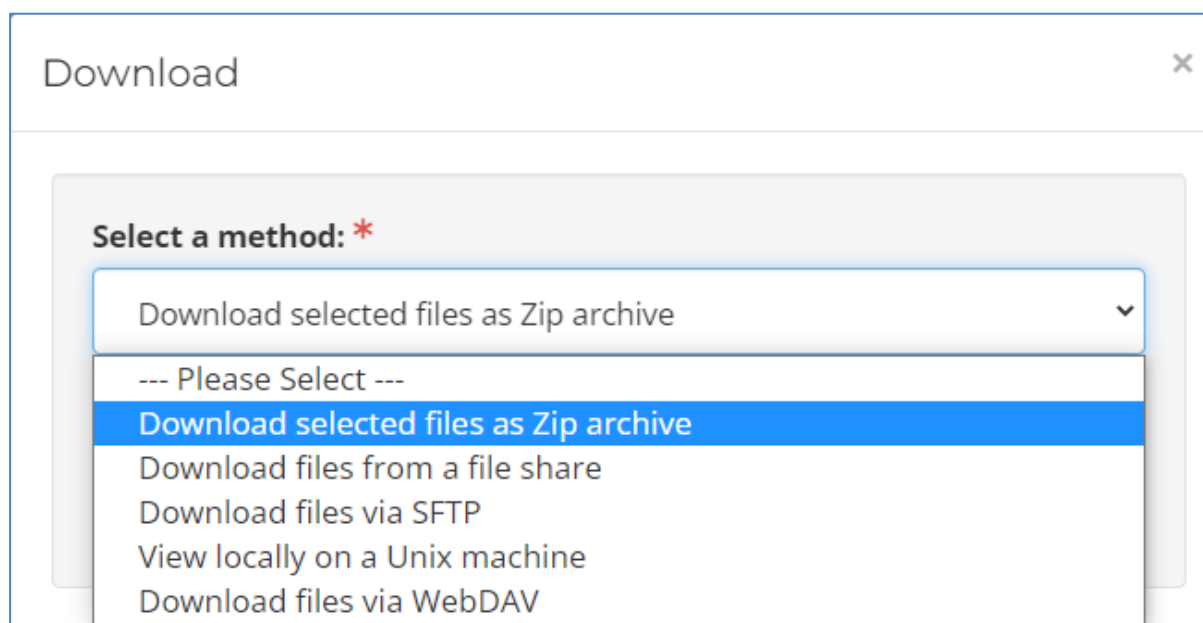 Download ×
Select a method: *
Download selected files as Zip archive
--- Please Select ---
Download selected files as Zip archive
Download files from a file share
Download files via SFTP
View locally on a Unix machine
Download files via WebDAV